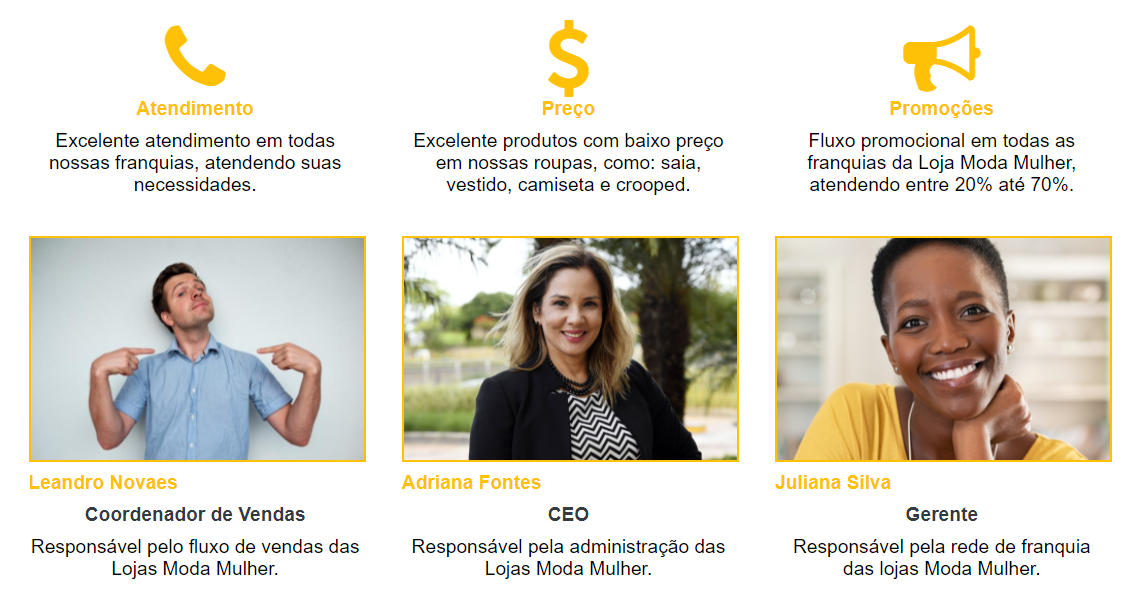 Atendimento
Excelente atendimento em todas
nossas franquias, atendendo suas
necessidades.
Preço
Excelente produtos com baixo preço
em nossas roupas, como: saia,
vestido, camiseta e crooped.
Promoções
Fluxo promocional em todas as
franquias da Loja Moda Mulher,
atendendo entre 20% até 70%.
Leandro Novaes
Coordenador de Vendas
Responsável pelo fluxo de vendas das
Lojas Moda Mulher.
Adriana Fontes
CEO
Responsável pela administração das
Lojas Moda Mulher.
Juliana Silva
Gerente
Responsável pela rede de franquia
das lojas Moda Mulher.